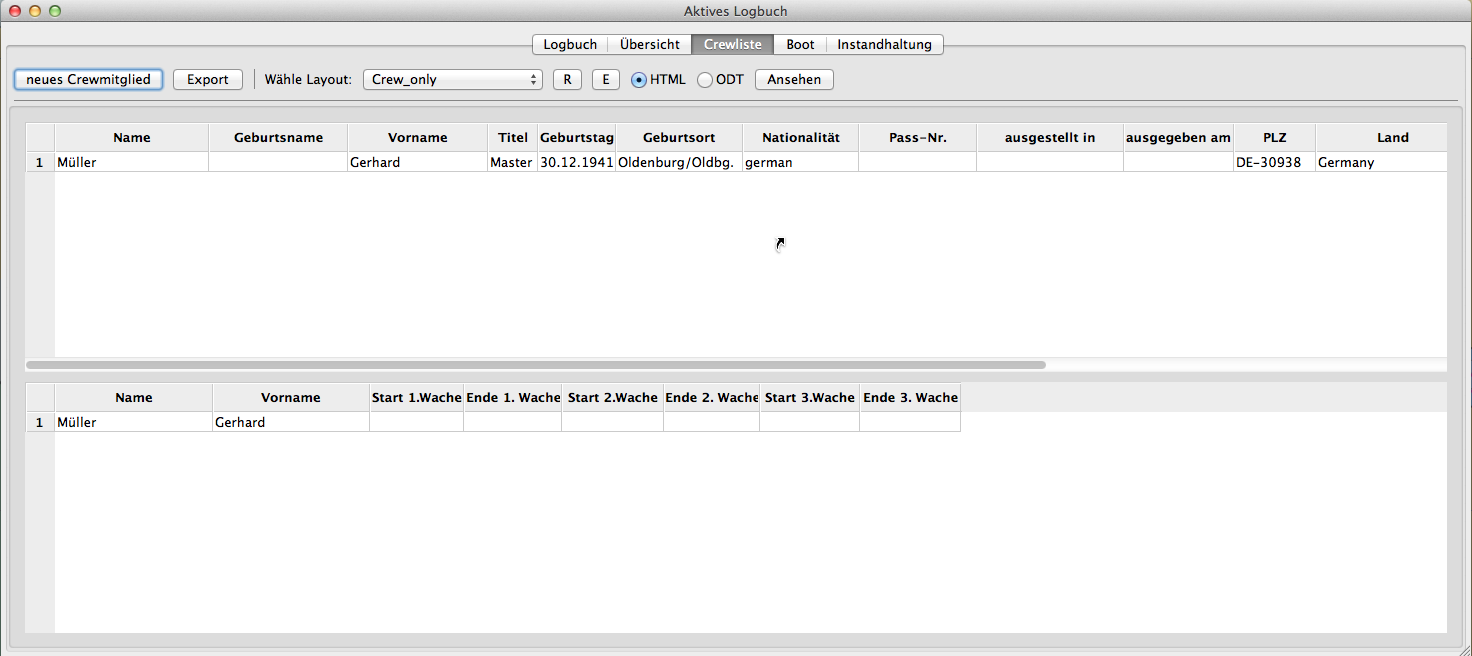 Aktives Logbuch
Logbuch Übersicht Crewliste Boot Instandhaltung
neues Crewmitglied Export Wähle Layout: Crew_only R E HTML ODT Ansehen
Name Geburtsname Vorname Titel Geburtstag Geburtsort Nationalität Pass-Nr. ausgestellt in ausgegeben am PLZ Land
1 Müller Gerhard Master 30.12.1941 Oldenburg/Oldbg. german DE-30938 Germany
Name Vorname Start 1.Wache Ende 1. Wache Start 2.Wache Ende 2. Wache Start 3.Wache Ende 3. Wache
1 Müller Gerhard